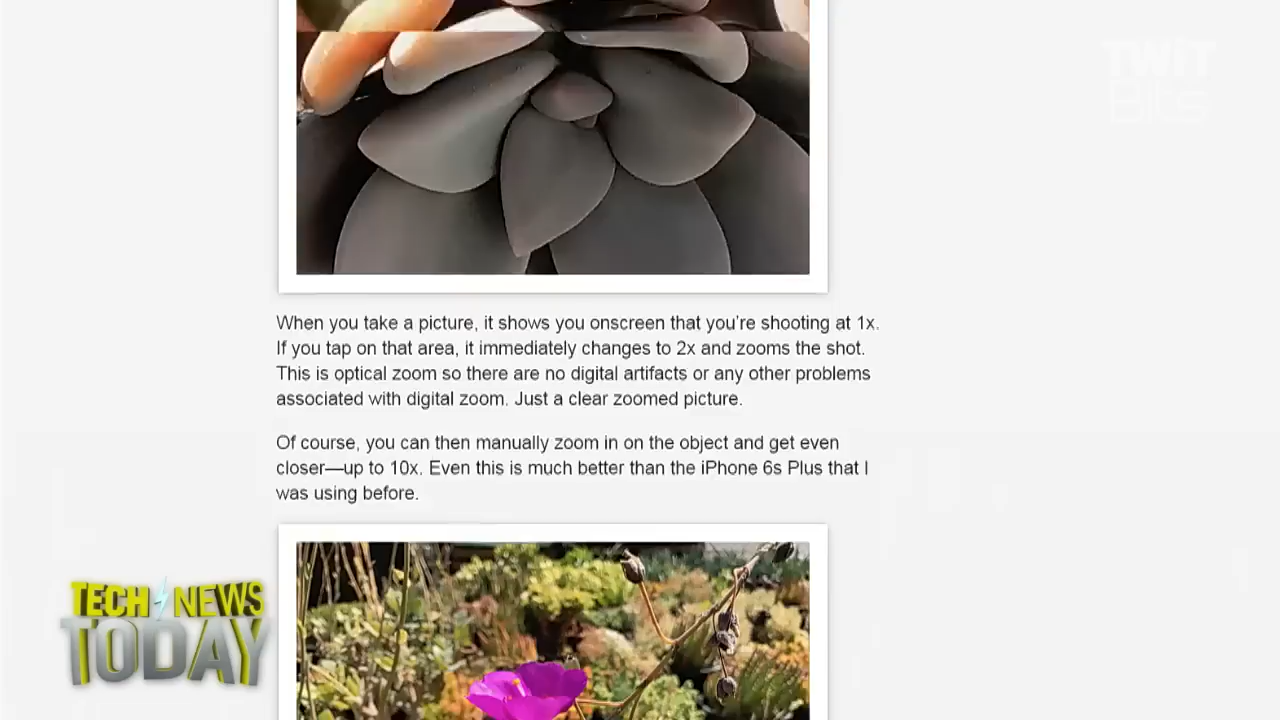 TWiT
Bits
When you take a picture, it shows you onscreen that you’re shooting at 1x.
If you tap on that area, it immediately changes to 2x and zooms the shot.
This is optical zoom so there are no digital artifacts or any other problems
associated with digital zoom. Just a clear zoomed picture.
Of course, you can then manually zoom in on the object and get even
closer—up to 10x. Even this is much better than the iPhone 6s Plus that I
was using before.
TECH NEWS
TODAY